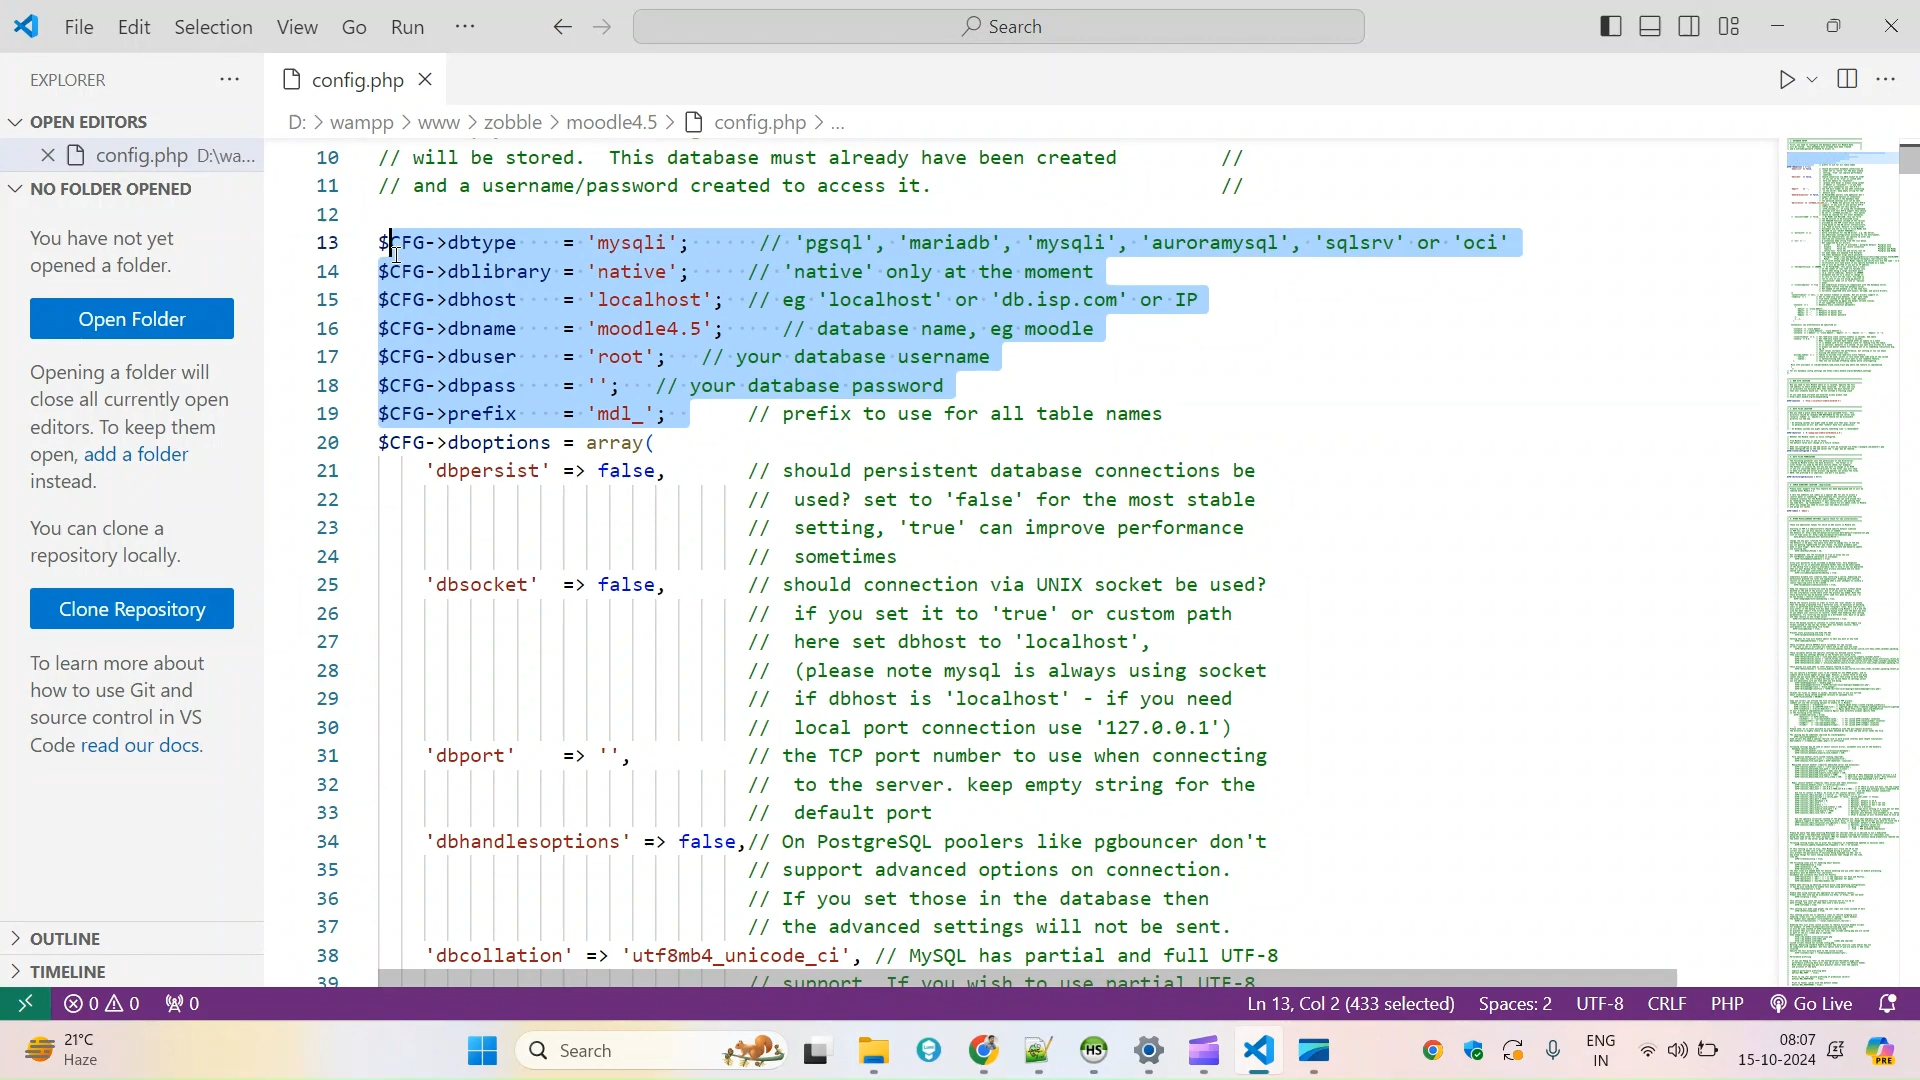 File Edit Selection View Go Run ···
Search
EXPLORER ···
config.php
OPEN EDITORS
config.php D:\wa...
D: > wampp > www > zobble > moodle4.5 > config.php > ...
NO FOLDER OPENED
You have not yet
opened a folder.
Open Folder
Opening a folder will
close all currently open
editors. To keep them
open, add a folder
instead.
You can clone a
repository locally.
Clone Repository
To learn more about
how to use Git and
source control in VS
Code read our docs.
OUTLINE
TIMELINE
10 // will be stored.  This database must already have been created //
11 // and a username/password created to access it. //
12
13 $CFG->dbtype    = 'mysqli';      // 'pgsql', 'mariadb', 'mysqli', 'auroramysql', 'sqlsrv' or 'oci'
14 $CFG->dblibrary = 'native';     // 'native' only at the moment
15 $CFG->dbhost    = 'localhost';  // eg 'localhost' or 'db.isp.com' or IP
16 $CFG->dbname    = 'moodle4.5';     // database name, eg moodle
17 $CFG->dbuser    = 'root';   // your database username
18 $CFG->dbpass    = '';   // your database password
19 $CFG->prefix    = 'mdl_';       // prefix to use for all table names
20 $CFG->dboptions = array(
21 'dbpersist' => false,       // should persistent database connections be
22 //  used? set to 'false' for the most stable
23 //  setting, 'true' can improve performance
24 //  sometimes
25 'dbsocket'  => false,       // should connection via UNIX socket be used?
26 //  if you set it to 'true' or custom path
27 //  here set dbhost to 'localhost',
28 //  (please note mysql is always using socket
29 //  if dbhost is 'localhost' - if you need
30 //  local port connection use '127.0.0.1')
31 'dbport'    => '',          // the TCP port number to use when connecting
32 //  to the server. keep empty string for the
33 //  default port
34 'dbhandlesoptions' => false,// On PostgreSQL poolers like pgbouncer don't
35 // support advanced options on connection.
36 // If you set those in the database then
37 // the advanced settings will not be sent.
38 'dbcollation' => 'utf8mb4_unicode_ci', // MySQL has partial and full UTF-8
39 // support. If you wish to use partial UTF-8
0 0 0 Ln 13, Col 2 (433 selected) Spaces: 2 UTF-8 CRLF PHP Go Live
21°C
Haze
Search
HS
ENG
IN
08:07
15-10-2024
PRE